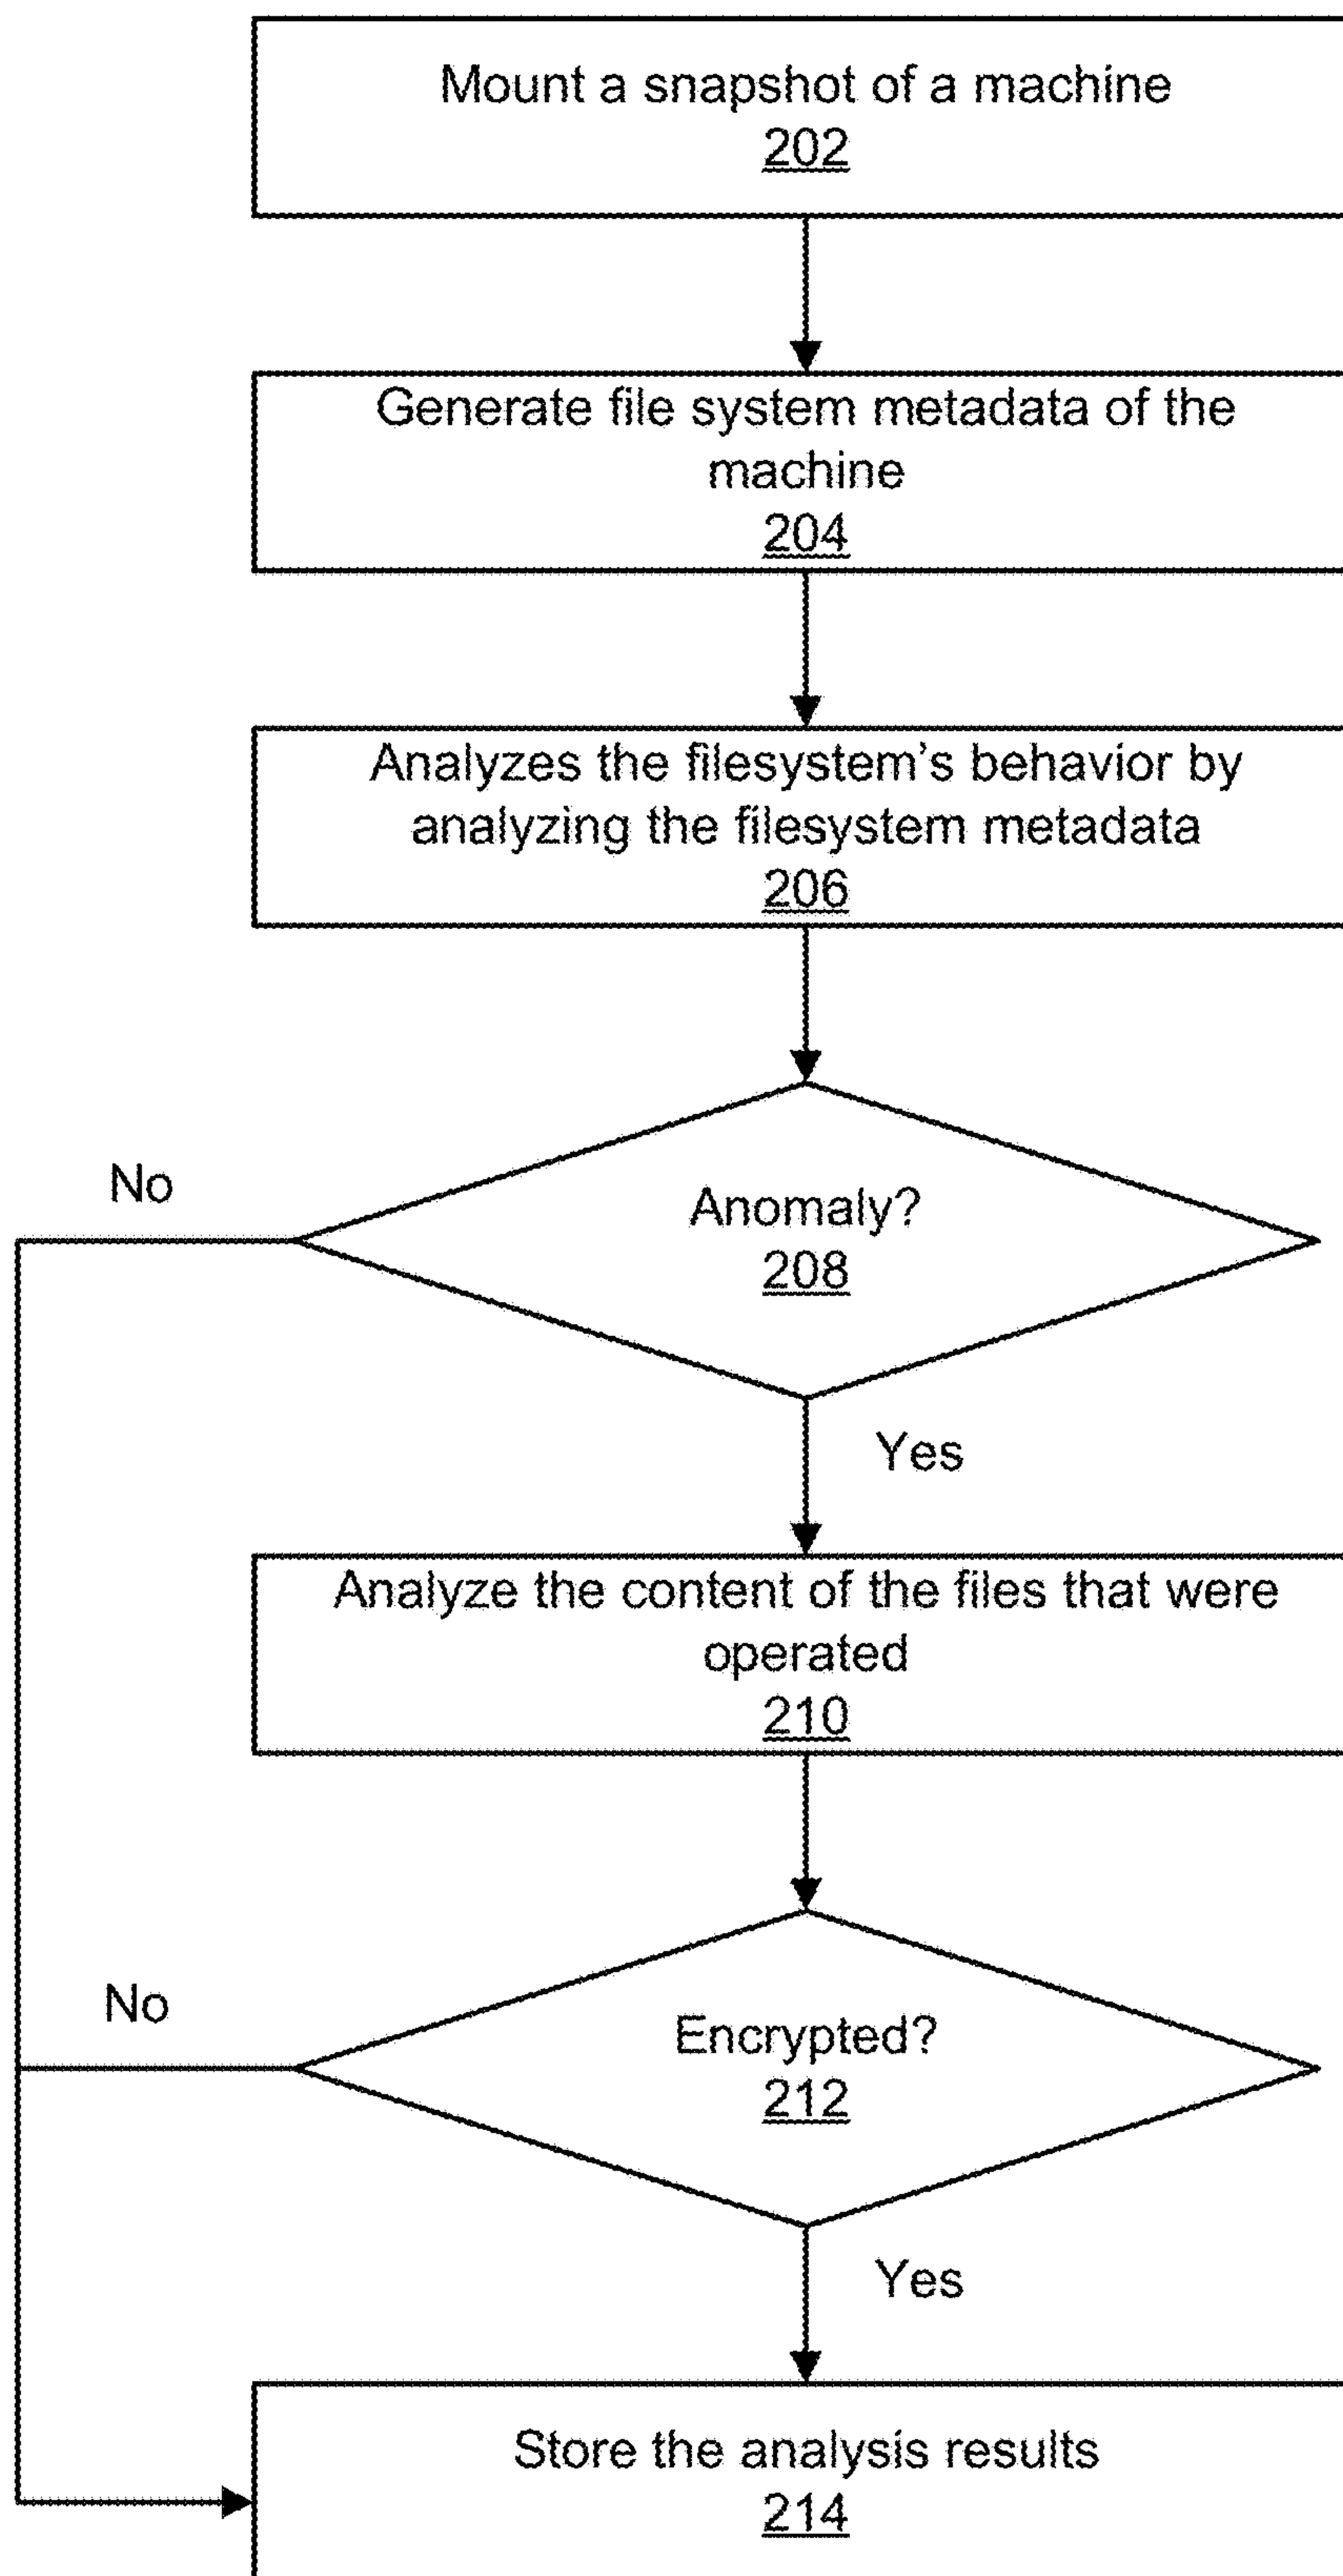 Mount a snapshot of a machine
202
Generate file system metadata of the
machine
204
Analyzes the filesystem's behavior by
analyzing the filesystem metadata
206
No
Anomaly?
208
Yes
Analyze the content of the files that were
operated
210
No
Encrypted?
212
Yes
Store the analysis results
214